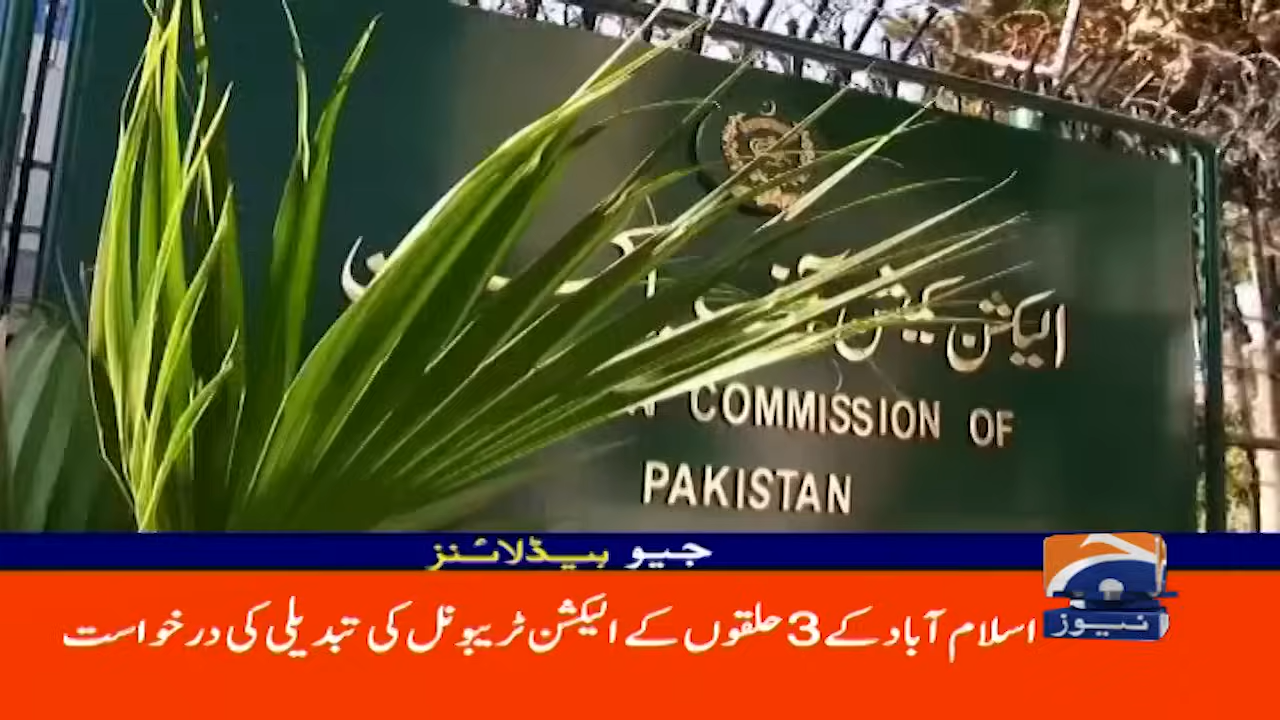 الیکشن کمیشن
COMMISSION OF
PAKISTAN
جیو ہیڈلائنز
نیوز
اسلام آباد کے 3 حلقوں کے الیکشن ٹریبونل کی تبدیلی کی درخواست